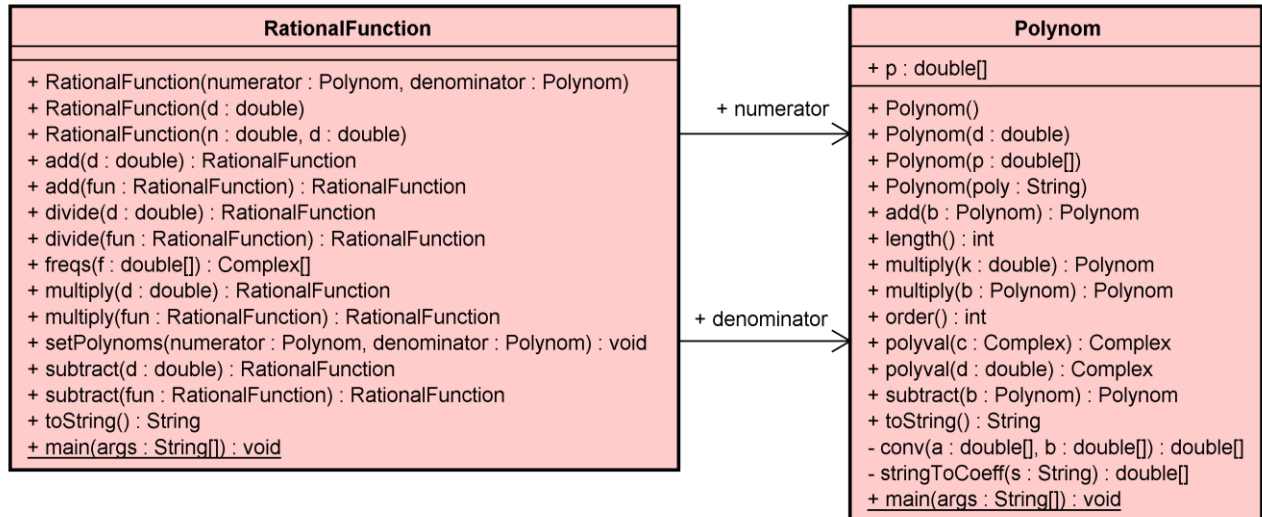 RationalFunction
+ RationalFunction(numerator : Polynom, denominator : Polynom)
+ RationalFunction(d : double)
+ RationalFunction(n : double, d : double)
+ add(d : double) : RationalFunction
+ add(fun : RationalFunction) : RationalFunction
+ divide(d : double) : RationalFunction
+ divide(fun : RationalFunction) : RationalFunction
+ freqs(f : double[]) : Complex[]
+ multiply(d : double) : RationalFunction
+ multiply(fun : RationalFunction) : RationalFunction
+ setPolynoms(numerator : Polynom, denominator : Polynom) : void
+ subtract(d : double) : RationalFunction
+ subtract(fun : RationalFunction) : RationalFunction
+ toString() : String
+ main(args : String[]) : void
+ numerator
+ denominator
Polynom
+ p : double[]
+ Polynom()
+ Polynom(d : double)
+ Polynom(p : double[])
+ Polynom(poly : String)
+ add(b : Polynom) : Polynom
+ length() : int
+ multiply(k : double) : Polynom
+ multiply(b : Polynom) : Polynom
+ order() : int
+ polyval(c : Complex) : Complex
+ polyval(d : double) : Complex
+ subtract(b : Polynom) : Polynom
+ toString() : String
- conv(a : double[], b : double[]) : double[]
- stringToCoeff(s : String) : double[]
+ main(args : String[]) : void